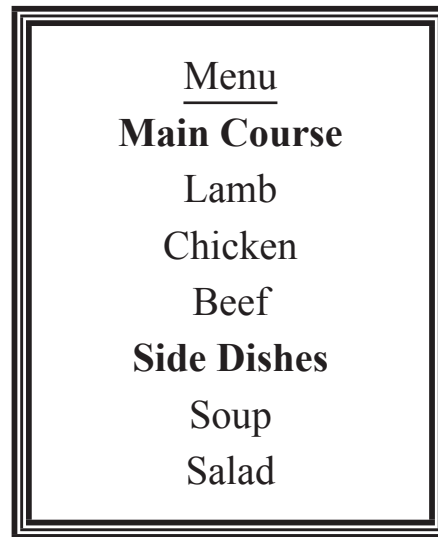 Menu
Main Course
Lamb
Chicken
Beef
Side Dishes
Soup
Salad